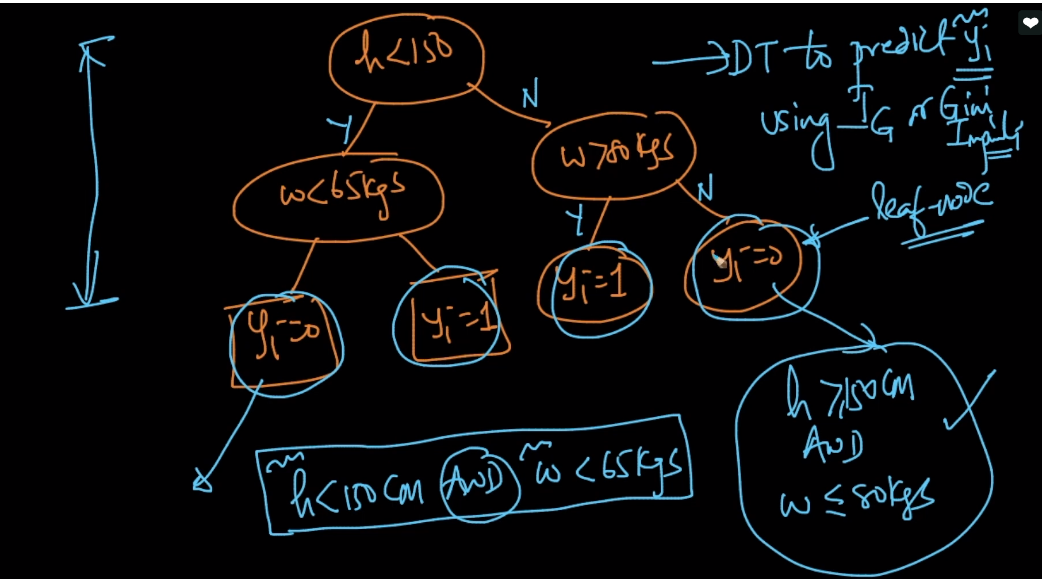 h<150
→DT to predict yi
using IG or Gini
Impurity
N
Y
w>80kgs
w<65kgs
N
Y
leaf-node
yi=0
yi=1
yi=1
yi=0
h≥150CM
AND
w≤80kgs
h<150CM AND w<65kgs